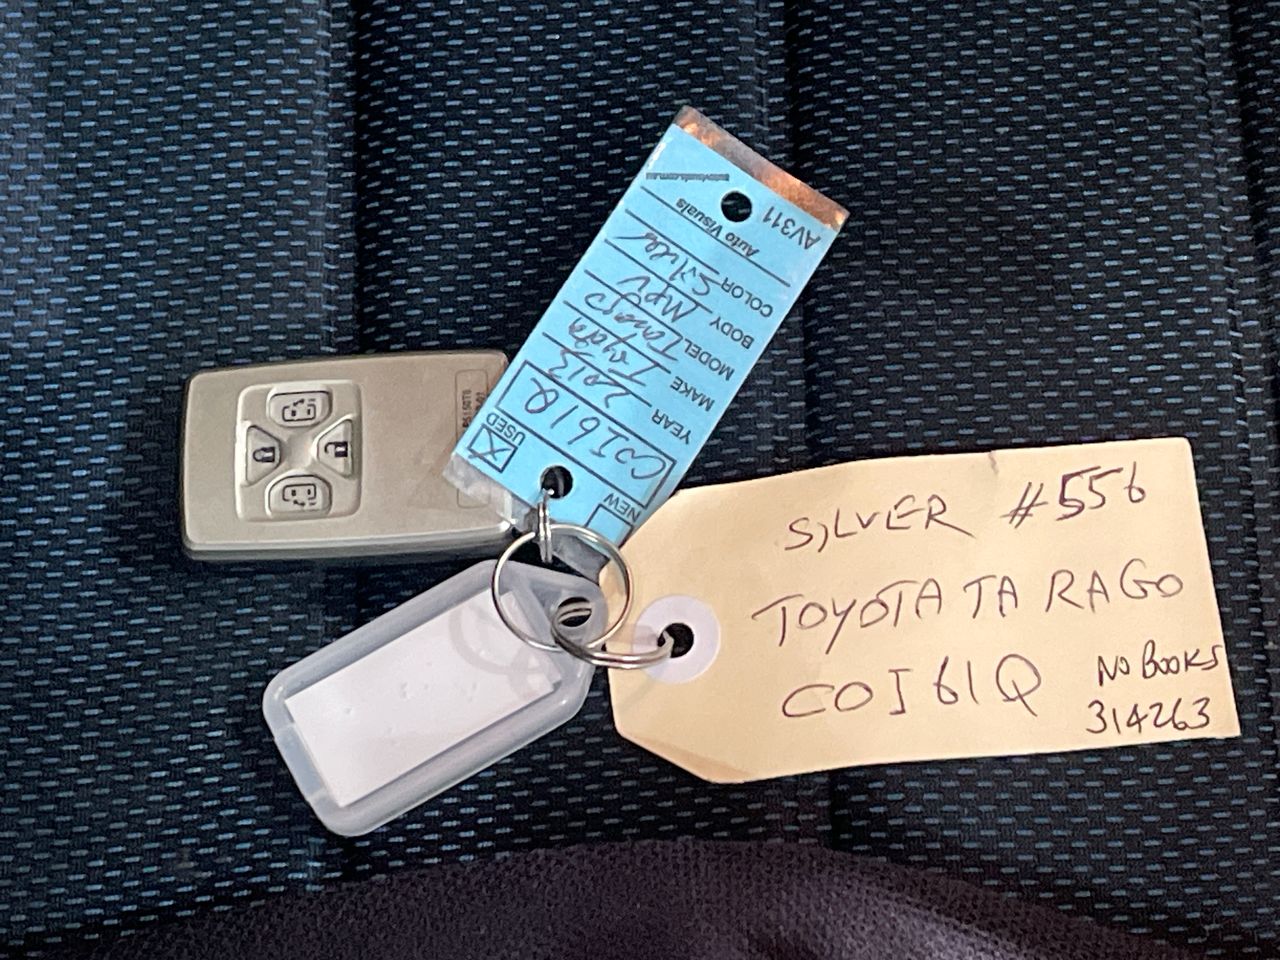 SILVER #556
TOYOTA TARAGO
COI61Q NO BOOKS
314263
NEW USED
COI61Q
YEAR 2013
MAKE Toyota
MODEL Tarago
BODY MPV
COLOR Silver
Auto Visuals AV311